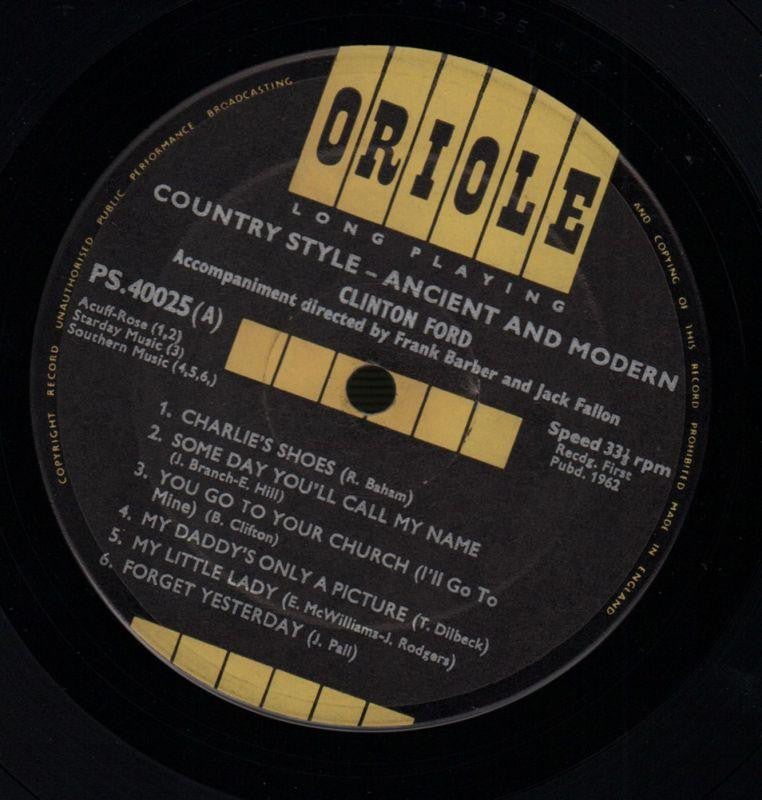 ORIOLE
LONG PLAYING
COUNTRY STYLE – ANCIENT AND MODERN
CLINTON FORD
Accompaniment directed by Frank Barber and Jack Fallon
PS.40025 (A)
Acuff-Rose (1,2)
Starday Music (3)
Southern Music (4,5,6,)
Speed 33⅓ rpm
Recdg. First
Pubd. 1962
1. CHARLIE'S SHOES (R. Baham)
2. SOME DAY YOU'LL CALL MY NAME
(J. Branch-E. Hill)
3. YOU GO TO YOUR CHURCH (I'll Go To
Mine) (B. Clifton)
4. MY DADDY'S ONLY A PICTURE (T. Dilbeck)
5. MY LITTLE LADY (E. McWilliams-J. Rodgers)
6. FORGET YESTERDAY (J. Pall)
COPYRIGHT RECORD UNAUTHORISED PUBLIC PERFORMANCE BROADCASTING AND COPYING OF THIS RECORD PROHIBITED MADE IN ENGLAND